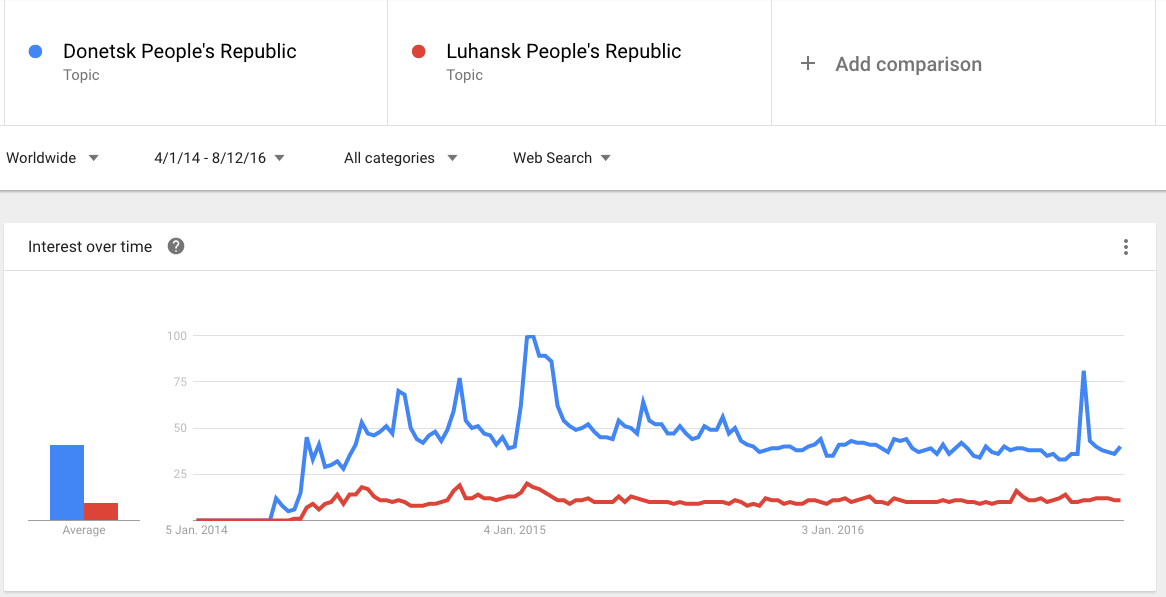 Donetsk People's Republic
Topic
Luhansk People's Republic
Topic
+ Add comparison
Worldwide
4/1/14 - 8/12/16
All categories
Web Search
Interest over time ?
100
75
50
25
Average
5 Jan. 2014
4 Jan. 2015
3 Jan. 2016